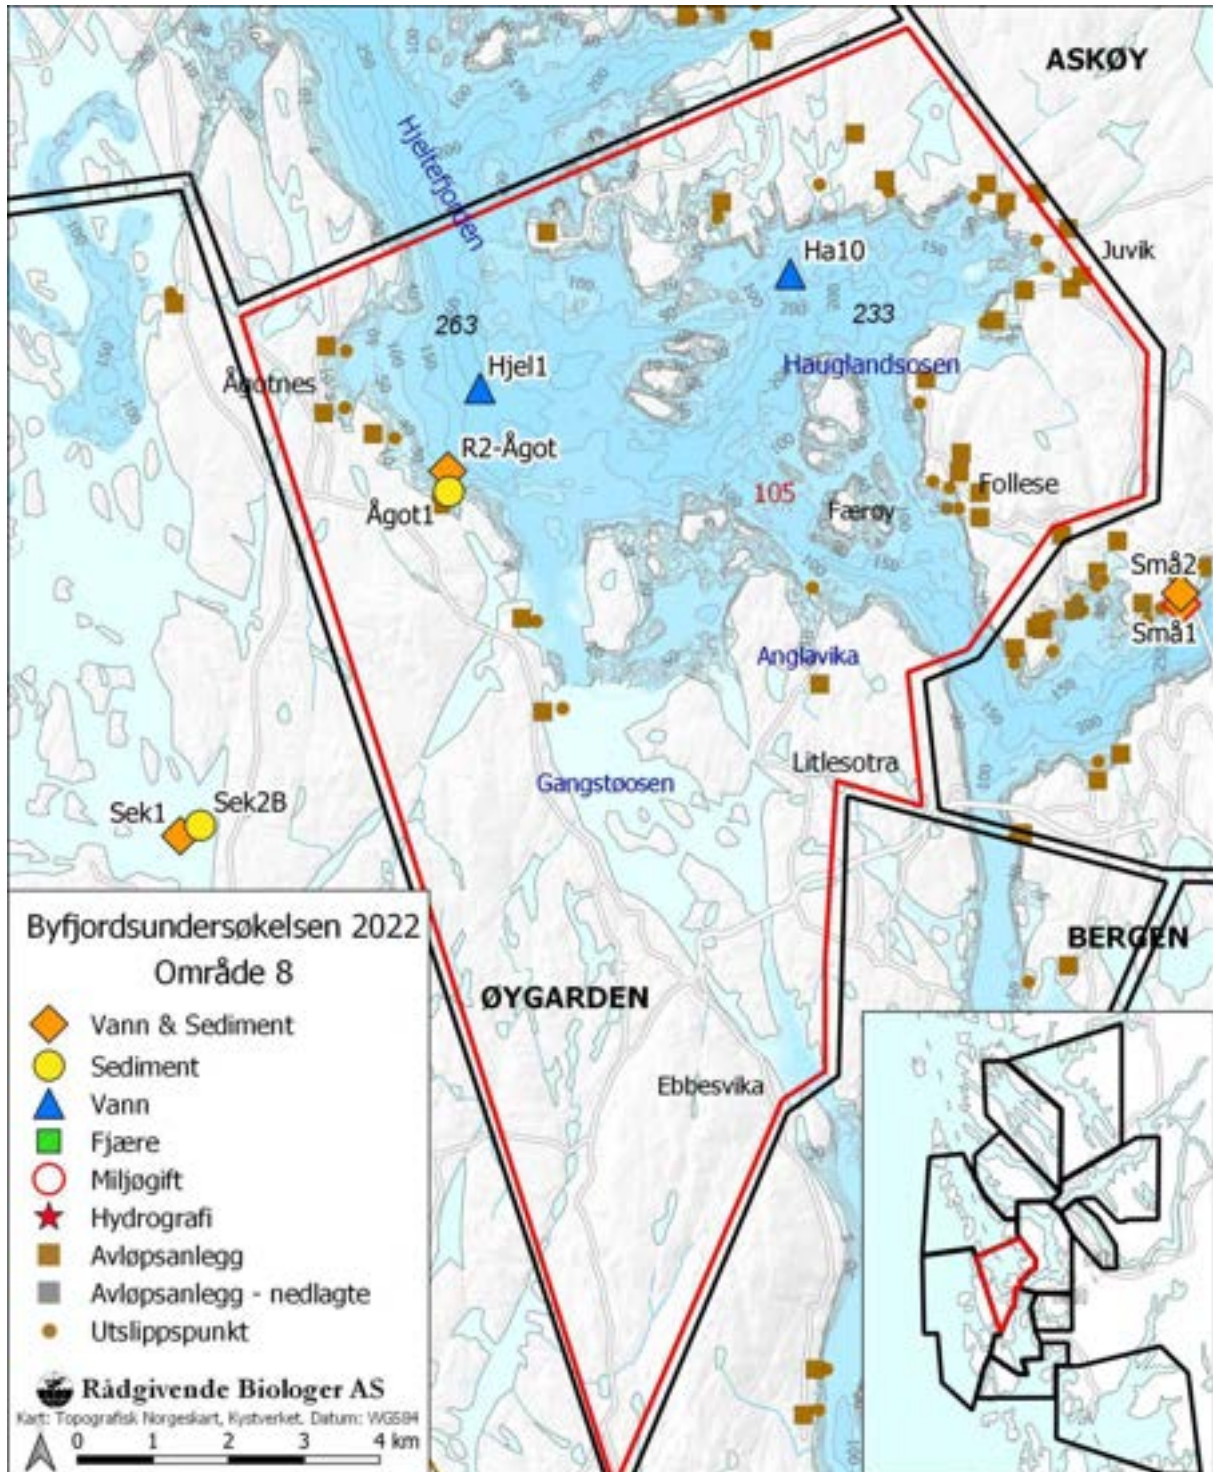 ASKØY
Hjeltefjorden
Juvik
Ha10
263
233
Hjel1
Hauglandsosen
Ågotnes
R2-Ågot
Ågot1
105
Færøy
Follese
Små2
Små1
Anglavika
Litlesotra
Gangstøosen
Sek1
Sek2B
BERGEN
ØYGARDEN
Ebbesvika
Byfjordsundersøkelsen 2022
Område 8
Vann & Sediment
Sediment
Vann
Fjære
Miljøgift
Hydrografi
Avløpsanlegg
Avløpsanlegg - nedlagte
Utslippspunkt
Rådgivende Biologer AS
Kart: Topografisk Norgeskart, Kystverket. Datum: WGS84
0 1 2 4 km